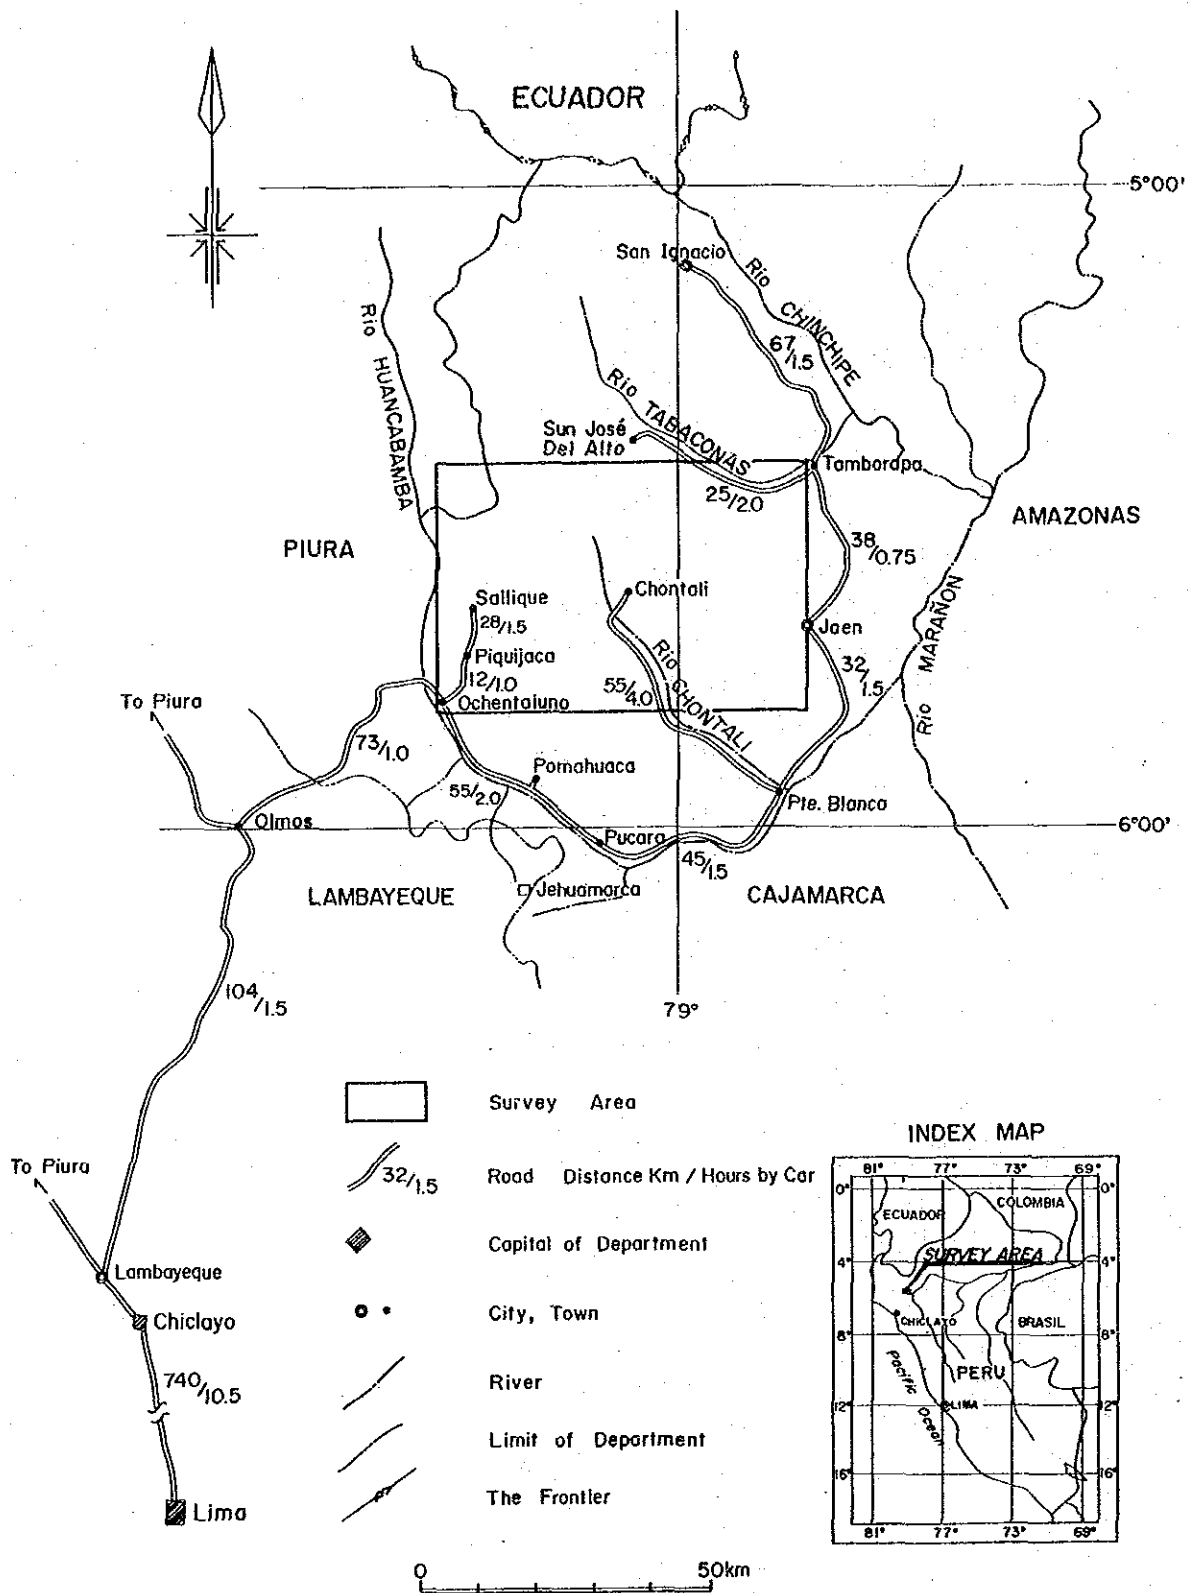 ECUADOR
5°00'
San Ignacio
Río CHINCHIPE
67/1.5
Río HUANCABAMBA
Río TABACONAS
Sun José
Del Alto
Tamborapa
25/2.0
AMAZONAS
PIURA
38/0.75
Chontali
Sallique
28/1.5
Jaen
Río MARAÑON
Piquijaca
12/1.0
Río CHONTALI
55/4.0
32/1.5
Ochentaiuno
To Piura
73/1.0
Pomahuaca
55/2.0
Pte. Blanca
Olmos
6°00'
Pucara
45/1.5
Jehuamarca
LAMBAYEQUE
CAJAMARCA
104/1.5
79°
Survey Area
32/1.5
Road Distance Km / Hours by Car
Capital of Department
City, Town
River
Limit of Department
The Frontier
To Piura
Lambayeque
Chiclayo
740/10.5
Lima
0 50km
INDEX MAP
81° 77° 73° 69°
0° 0°
COLOMBIA
ECUADOR
SURVEY AREA
4° 4°
CHICLAYO
BRASIL
8° 8°
PERU
Pacific Ocean
12° LIMA 12°
16° 16°
81° 77° 73° 69°